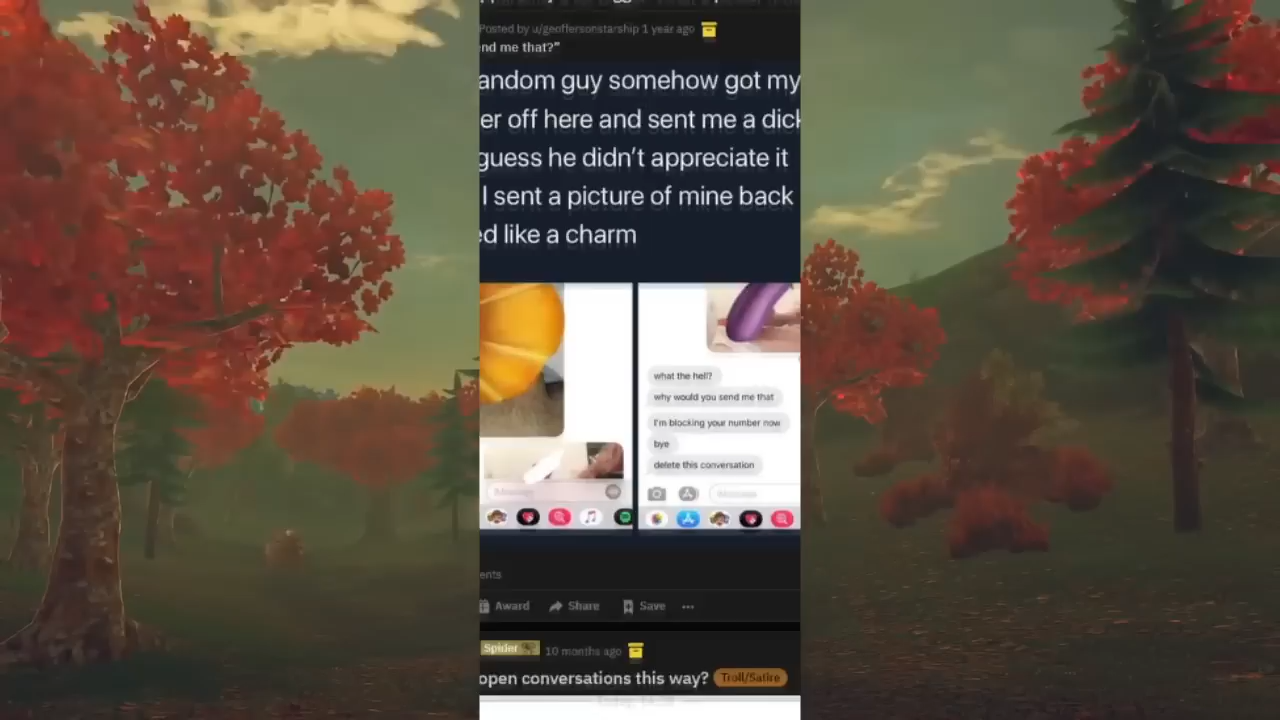 Posted by u/geoffersonstarship 1 year ago
nd me that?"
andom guy somehow got my
er off here and sent me a dick
guess he didn't appreciate it
I sent a picture of mine back
ed like a charm
what the hell?
why would you send me that
I'm blocking your number now
bye
delete this conversation
iMessage
iMessage
ents
Award Share Save
Spider 10 months ago
open conversations this way? Troll/Satire